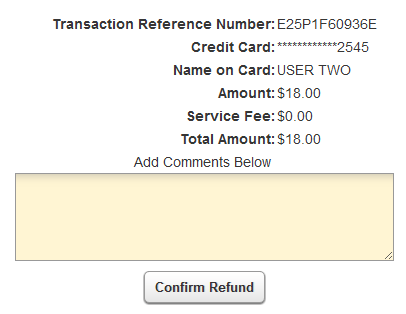 Transaction Reference Number: E25P1F60936E
Credit Card: ************2545
Name on Card: USER TWO
Amount: $18.00
Service Fee: $0.00
Total Amount: $18.00
Add Comments Below
Confirm Refund